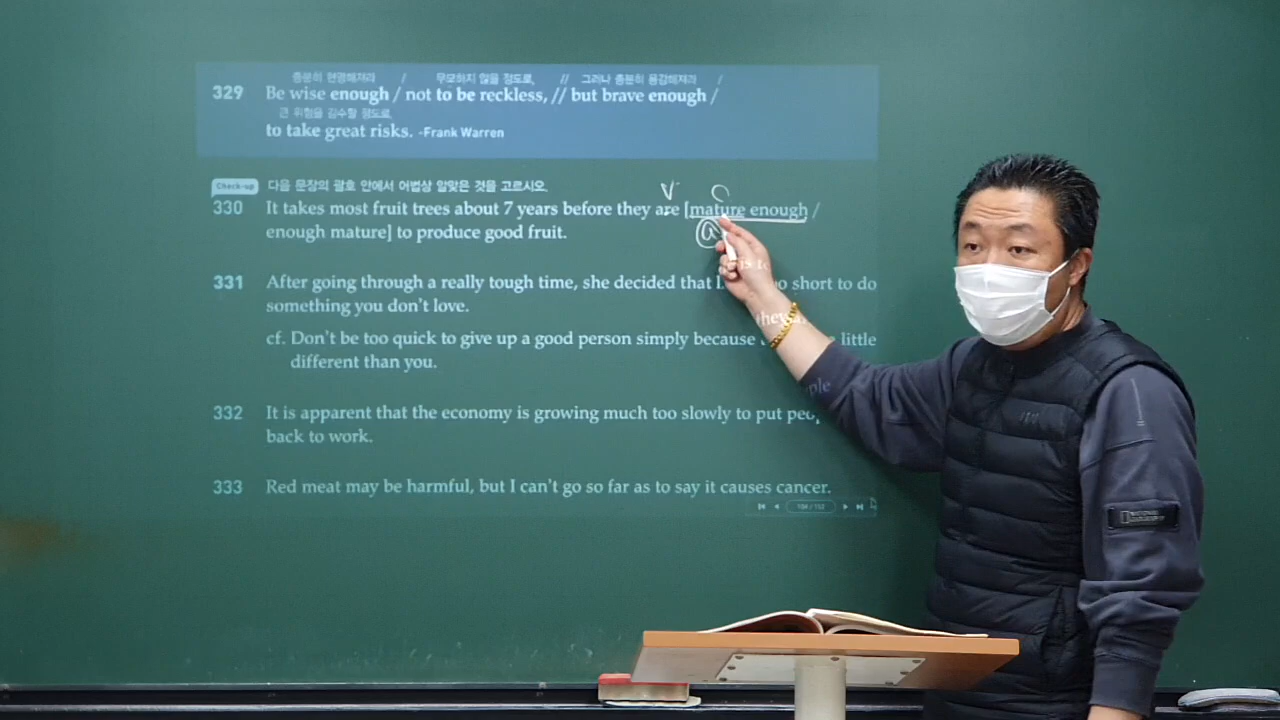 충분히 현명해져라 / 무모하지 않을 정도로, // 그러나 충분히 용감해져라 /
329 Be wise enough / not to be reckless, // but brave enough /
큰 위험을 감수할 정도로.
to take great risks. -Frank Warren
Check-up 다음 문장의 괄호 안에서 어법상 알맞은 것을 고르시오.
V C
330 It takes most fruit trees about 7 years before they are [mature enough /
enough mature] to produce good fruit.
a
331 After going through a really tough time, she decided that short to do
something you don't love.
cf. Don't be too quick to give up a good person simply because little
different than you.
332 It is apparent that the economy is growing much too slowly to put
back to work.
333 Red meat may be harmful, but I can't go so far as to say it causes cancer.